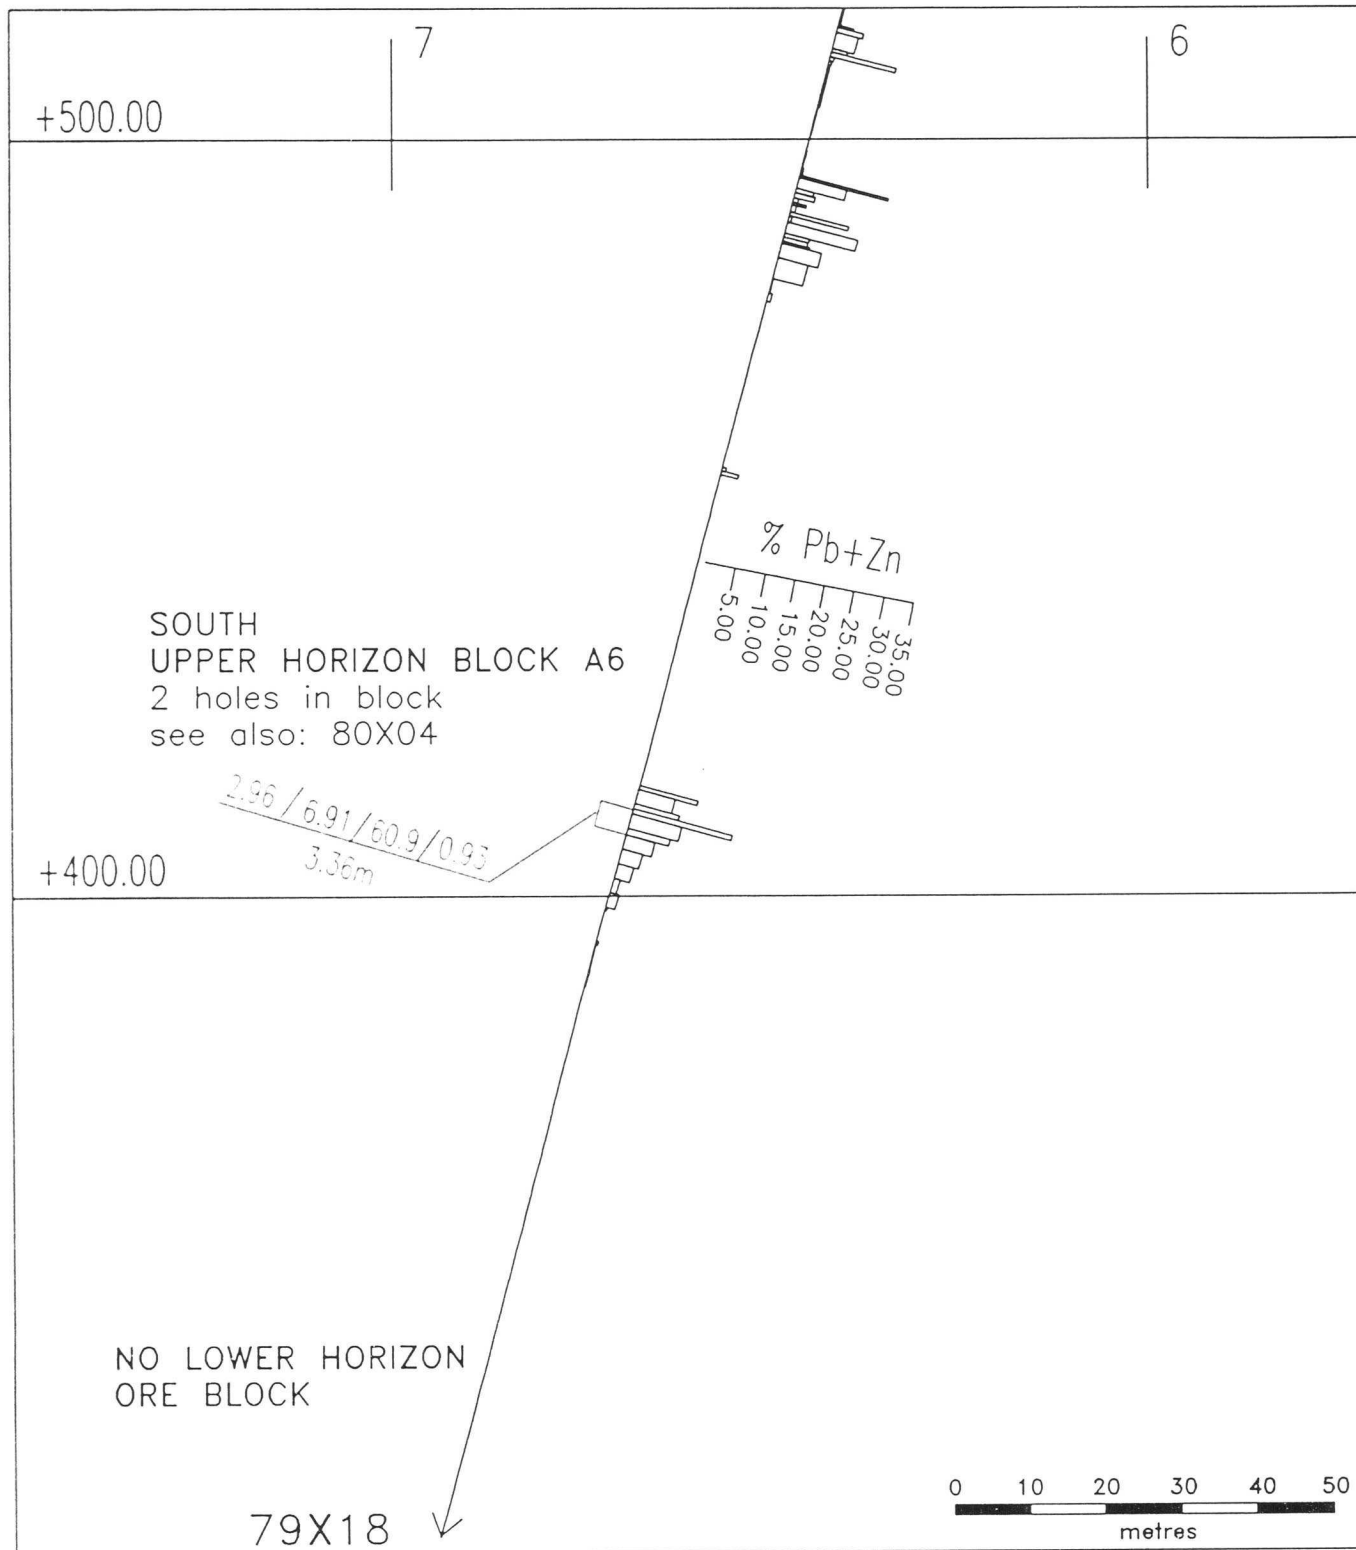 7
6
+500.00
% Pb+Zn
5.00
10.00
15.00
20.00
25.00
30.00
35.00
SOUTH
UPPER HORIZON BLOCK A6
2 holes in block
see also: 80X04
2.96 / 6.91/60.9/0.93
3.36m
+400.00
NO LOWER HORIZON
ORE BLOCK
79X18
0 10 20 30 40 50
metres